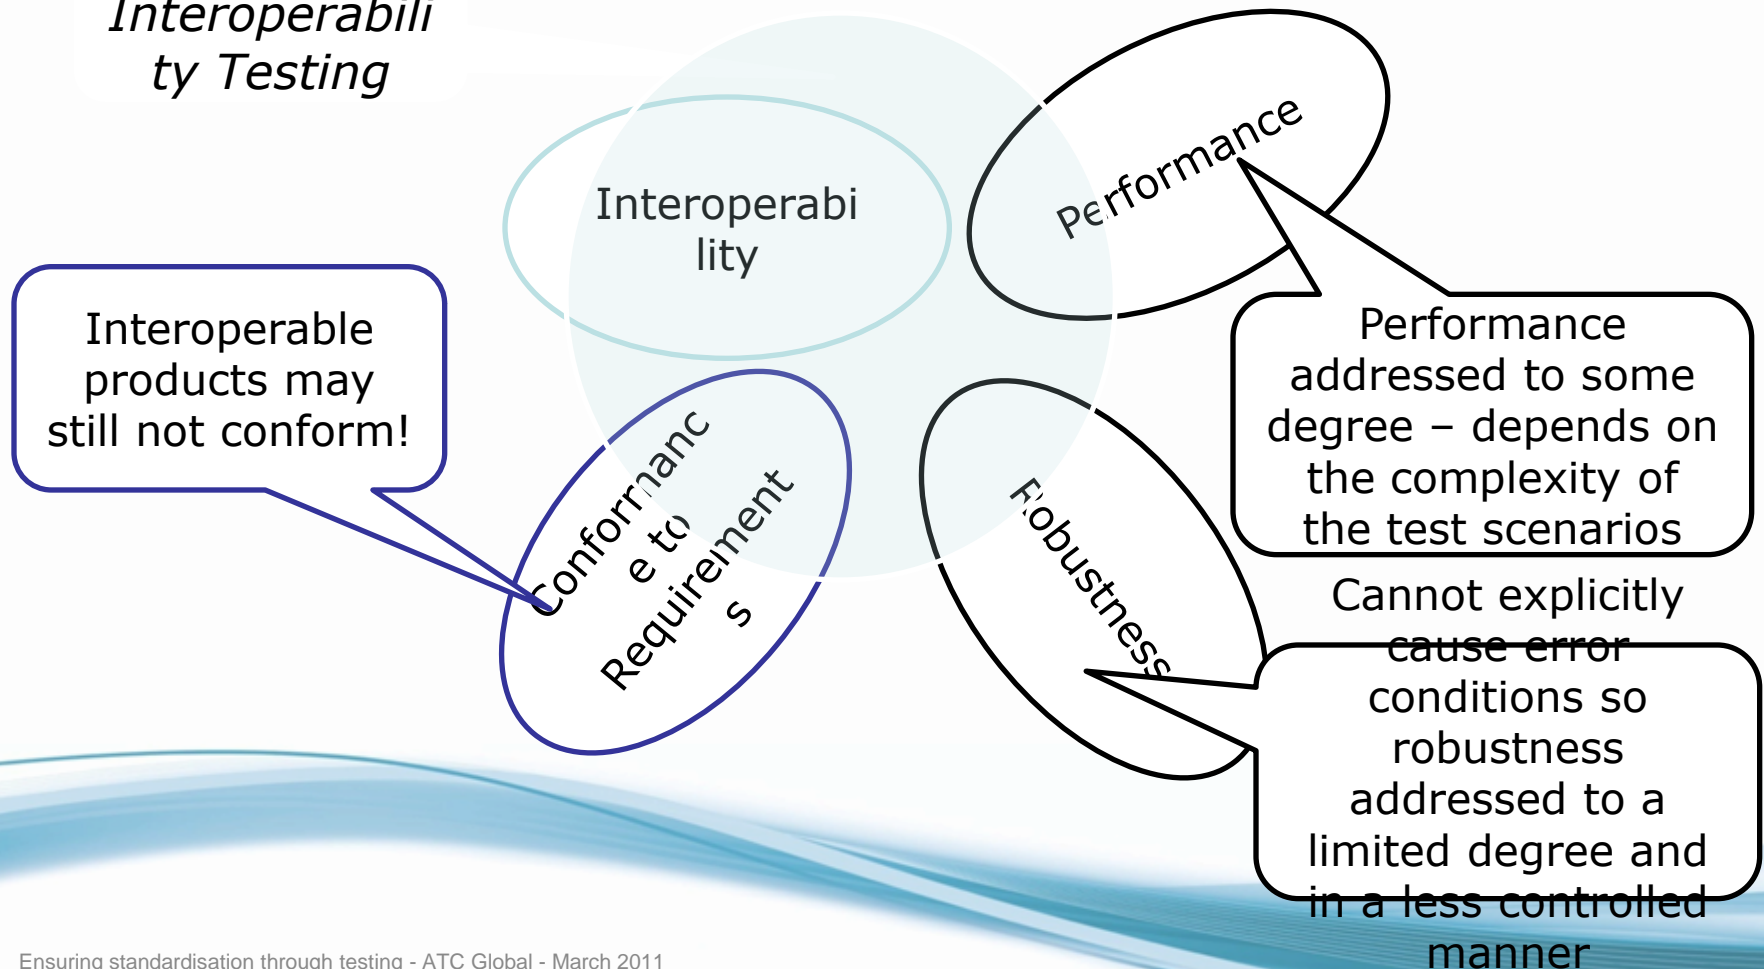 Interoperabili
ty Testing
Interoperabi
lity
Performance
Interoperable
products may
still not conform!
Performance
addressed to some
degree – depends on
the complexity of
the test scenarios
Conformanc
e to
Requirement
s
Robustness
Cannot explicitly
cause error
conditions so
robustness
addressed to a
limited degree and
in a less controlled
manner
Ensuring standardisation through testing - ATC Global - March 2011